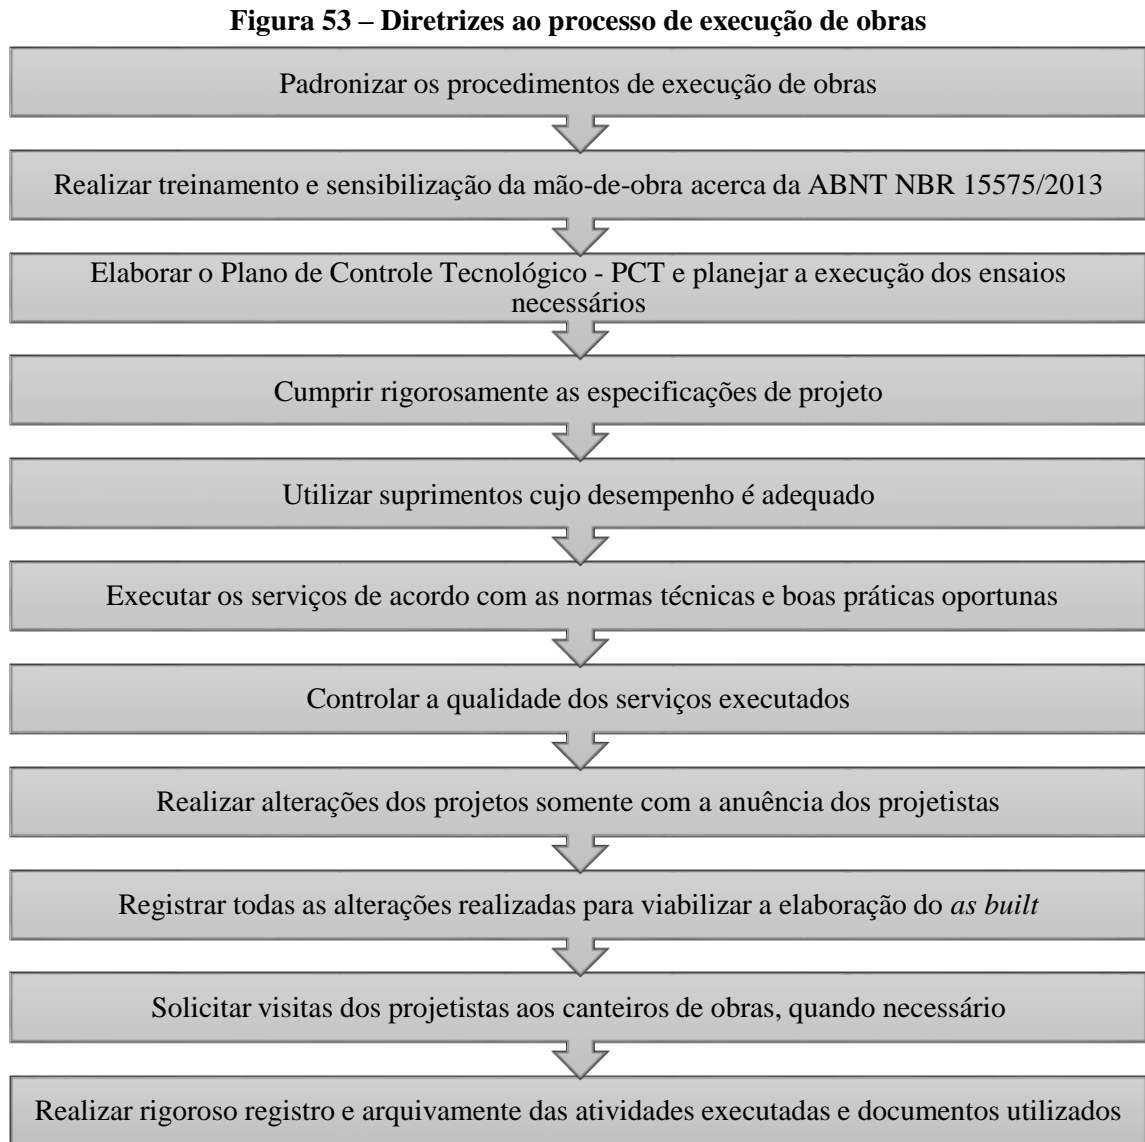 Figura 53 – Diretrizes ao processo de execução de obras
Padronizar os procedimentos de execução de obras
Realizar treinamento e sensibilização da mão-de-obra acerca da ABNT NBR 15575/2013
Elaborar o Plano de Controle Tecnológico - PCT e planejar a execução dos ensaios
necessários
Cumprir rigorosamente as especificações de projeto
Utilizar suprimentos cujo desempenho é adequado
Executar os serviços de acordo com as normas técnicas e boas práticas oportunas
Controlar a qualidade dos serviços executados
Realizar alterações dos projetos somente com a anuência dos projetistas
Registrar todas as alterações realizadas para viabilizar a elaboração do as built
Solicitar visitas dos projetistas aos canteiros de obras, quando necessário
Realizar rigoroso registro e arquivamente das atividades executadas e documentos utilizados